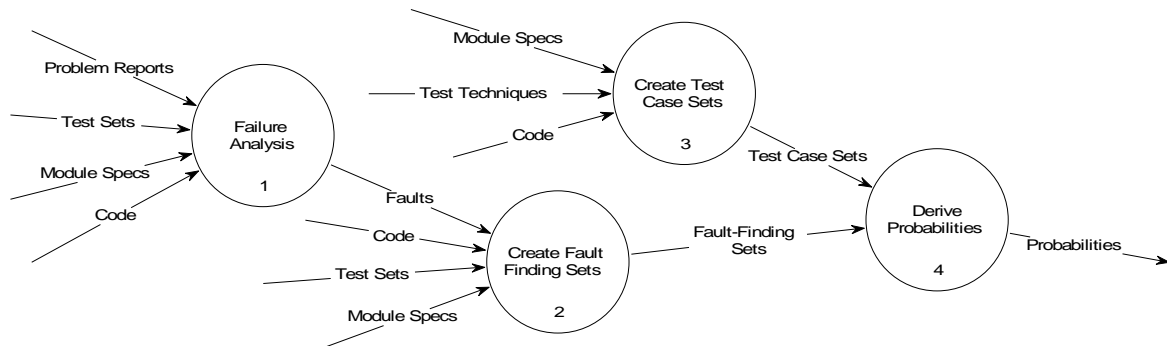 Problem Reports
Test Sets
Module Specs
Code
Failure
Analysis
1
Module Specs
Test Techniques
Code
Create Test
Case Sets
3
Faults
Code
Test Sets
Module Specs
Create Fault
Finding Sets
2
Test Case Sets
Fault-Finding
Sets
Derive
Probabilities
4
Probabilities